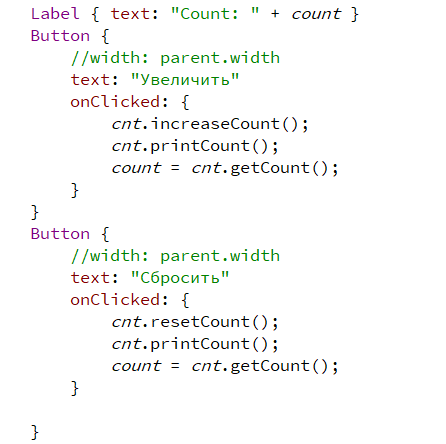 Label { text: "Count: " + count }
Button {
    //width: parent.width
    text: "Увеличить"
    onClicked: {
        cnt.increaseCount();
        cnt.printCount();
        count = cnt.getCount();
    }
}
Button {
    //width: parent.width
    text: "Сбросить"
    onClicked: {
        cnt.resetCount();
        cnt.printCount();
        count = cnt.getCount();
    }
}